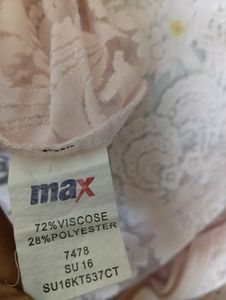 max
72%VISCOSE
28%POLYESTER
7478
SU 16
SU16KT537CT